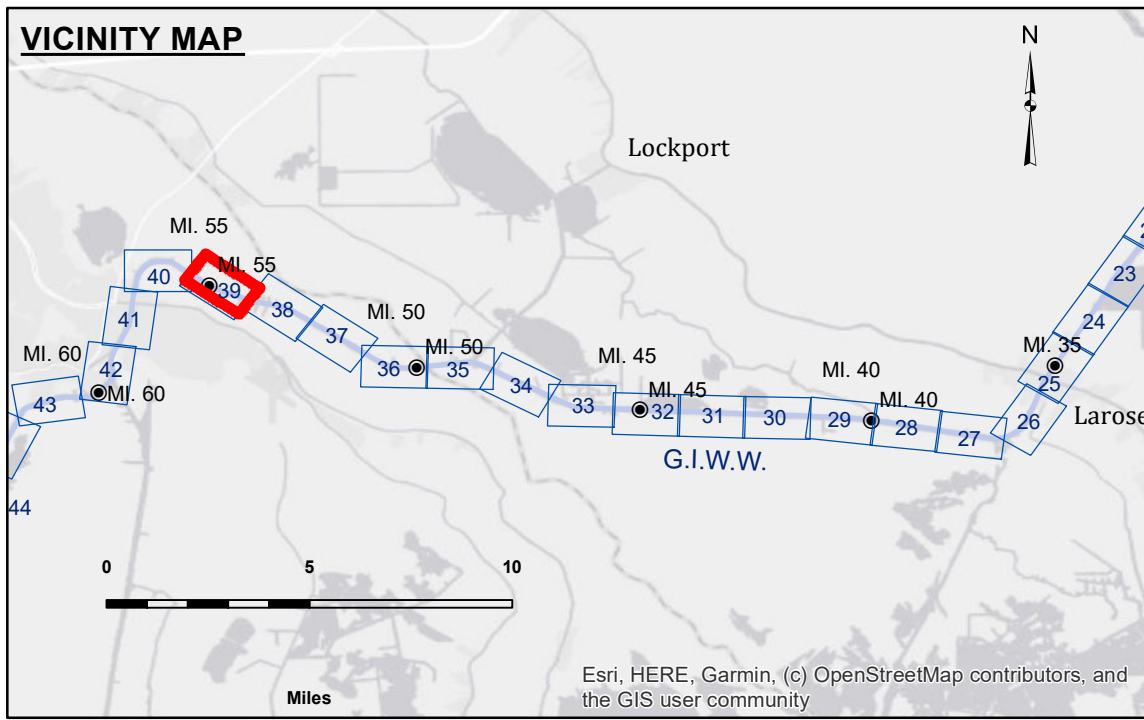 VICINITY MAP
N
Lockport
MI. 55
MI. 55
40
39
38
41
37
MI. 50
MI. 50
36
35
34
MI. 60
42
MI. 60
43
44
MI. 45
MI. 45
33
32
31
30
MI. 40
MI. 40
29
28
27
G.I.W.W.
23
24
MI. 35
25
26
Larose
0 5 10
Miles
Esri, HERE, Garmin, (c) OpenStreetMap contributors, and
the GIS user community